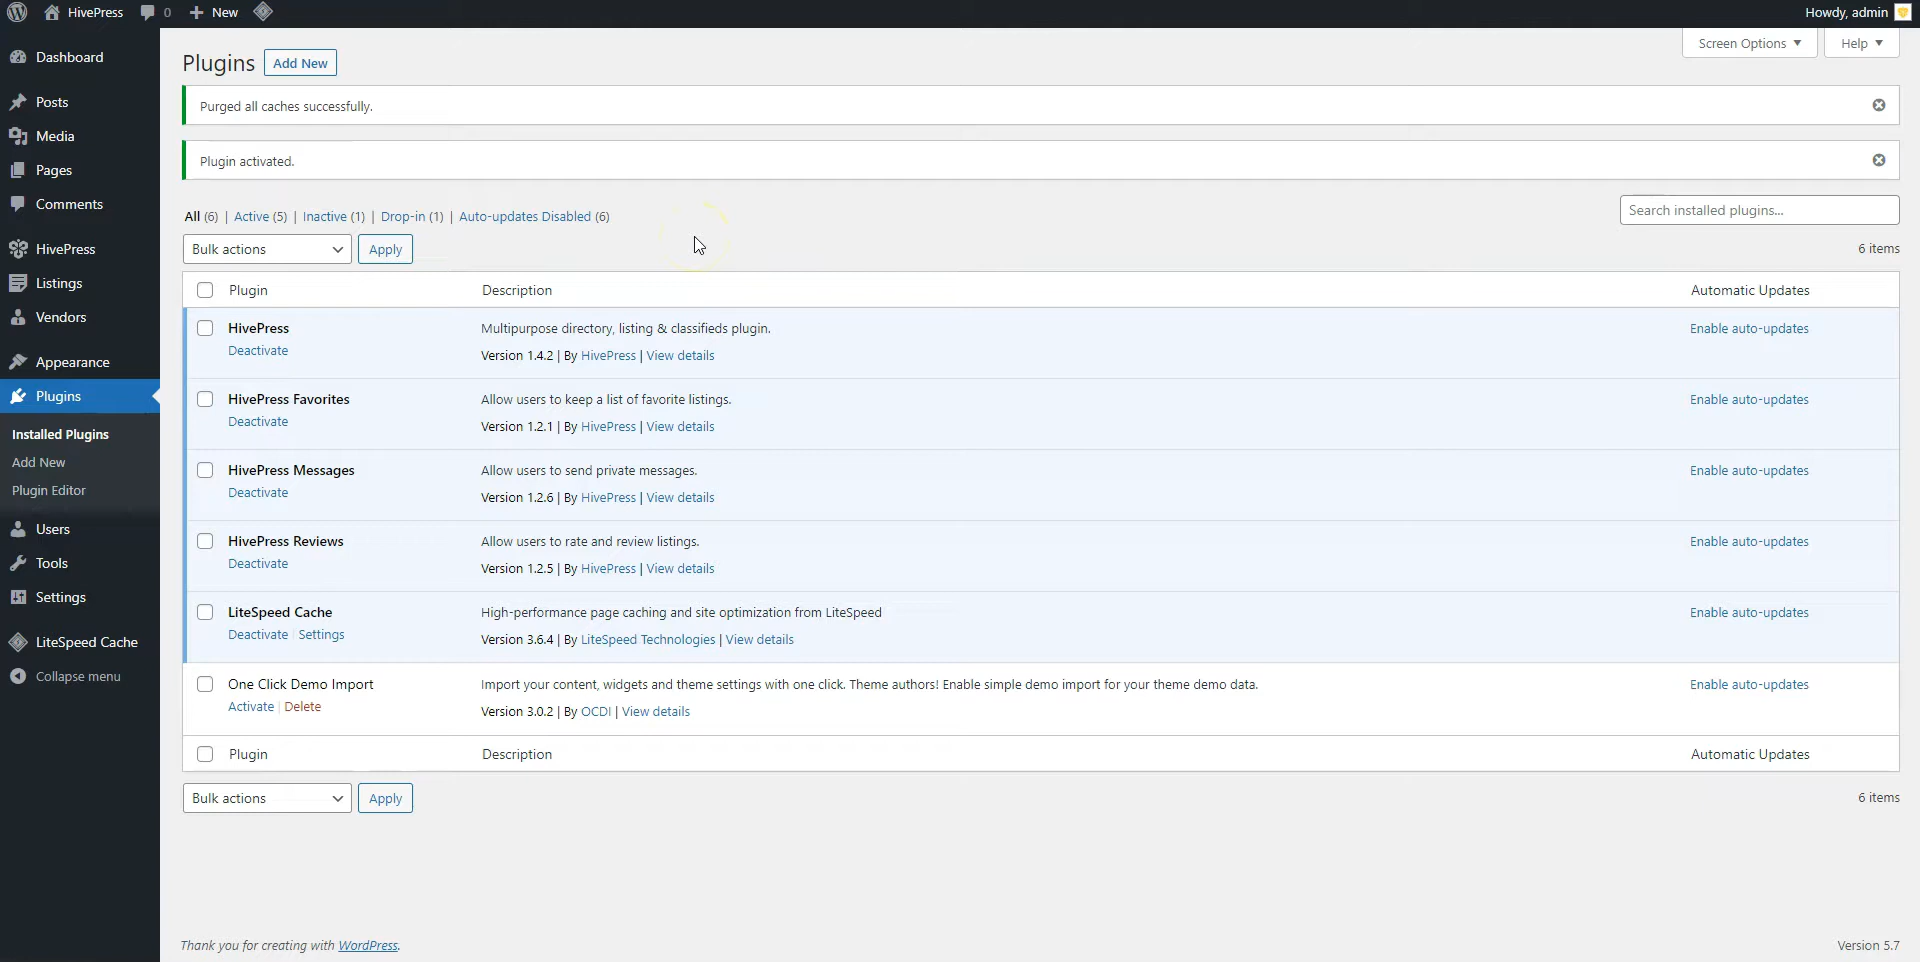 HivePress 0 New Howdy, admin
Screen Options Help
Dashboard
Posts
Media
Pages
Comments
HivePress
Listings
Vendors
Appearance
Plugins
Installed Plugins
Add New
Plugin Editor
Users
Tools
Settings
LiteSpeed Cache
Collapse menu
Plugins Add New
Purged all caches successfully.
Plugin activated.
All (6) | Active (5) | Inactive (1) | Drop-in (1) | Auto-updates Disabled (6)
Search installed plugins...
Bulk actions Apply 6 items
Plugin Description Automatic Updates
HivePress Multipurpose directory, listing & classifieds plugin. Enable auto-updates
Deactivate Version 1.4.2 | By HivePress | View details
HivePress Favorites Allow users to keep a list of favorite listings. Enable auto-updates
Deactivate Version 1.2.1 | By HivePress | View details
HivePress Messages Allow users to send private messages. Enable auto-updates
Deactivate Version 1.2.6 | By HivePress | View details
HivePress Reviews Allow users to rate and review listings. Enable auto-updates
Deactivate Version 1.2.5 | By HivePress | View details
LiteSpeed Cache High-performance page caching and site optimization from LiteSpeed Enable auto-updates
Deactivate | Settings Version 3.6.4 | By LiteSpeed Technologies | View details
One Click Demo Import Import your content, widgets and theme settings with one click. Theme authors! Enable simple demo import for your theme demo data. Enable auto-updates
Activate | Delete Version 3.0.2 | By OCDI | View details
Plugin Description Automatic Updates
Bulk actions Apply 6 items
Thank you for creating with WordPress. Version 5.7